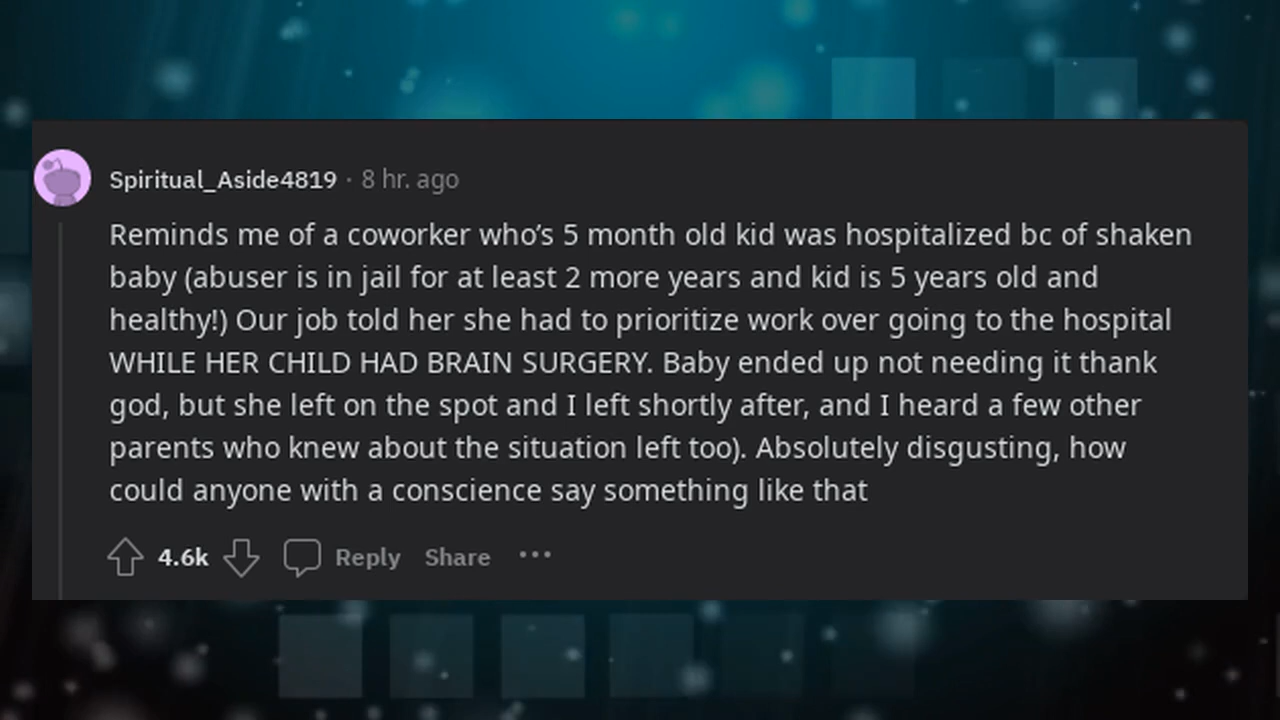 Spiritual_Aside4819 · 8 hr. ago
Reminds me of a coworker who’s 5 month old kid was hospitalized bc of shaken
baby (abuser is in jail for at least 2 more years and kid is 5 years old and
healthy!) Our job told her she had to prioritize work over going to the hospital
WHILE HER CHILD HAD BRAIN SURGERY. Baby ended up not needing it thank
god, but she left on the spot and I left shortly after, and I heard a few other
parents who knew about the situation left too). Absolutely disgusting, how
could anyone with a conscience say something like that
4.6k Reply Share •••